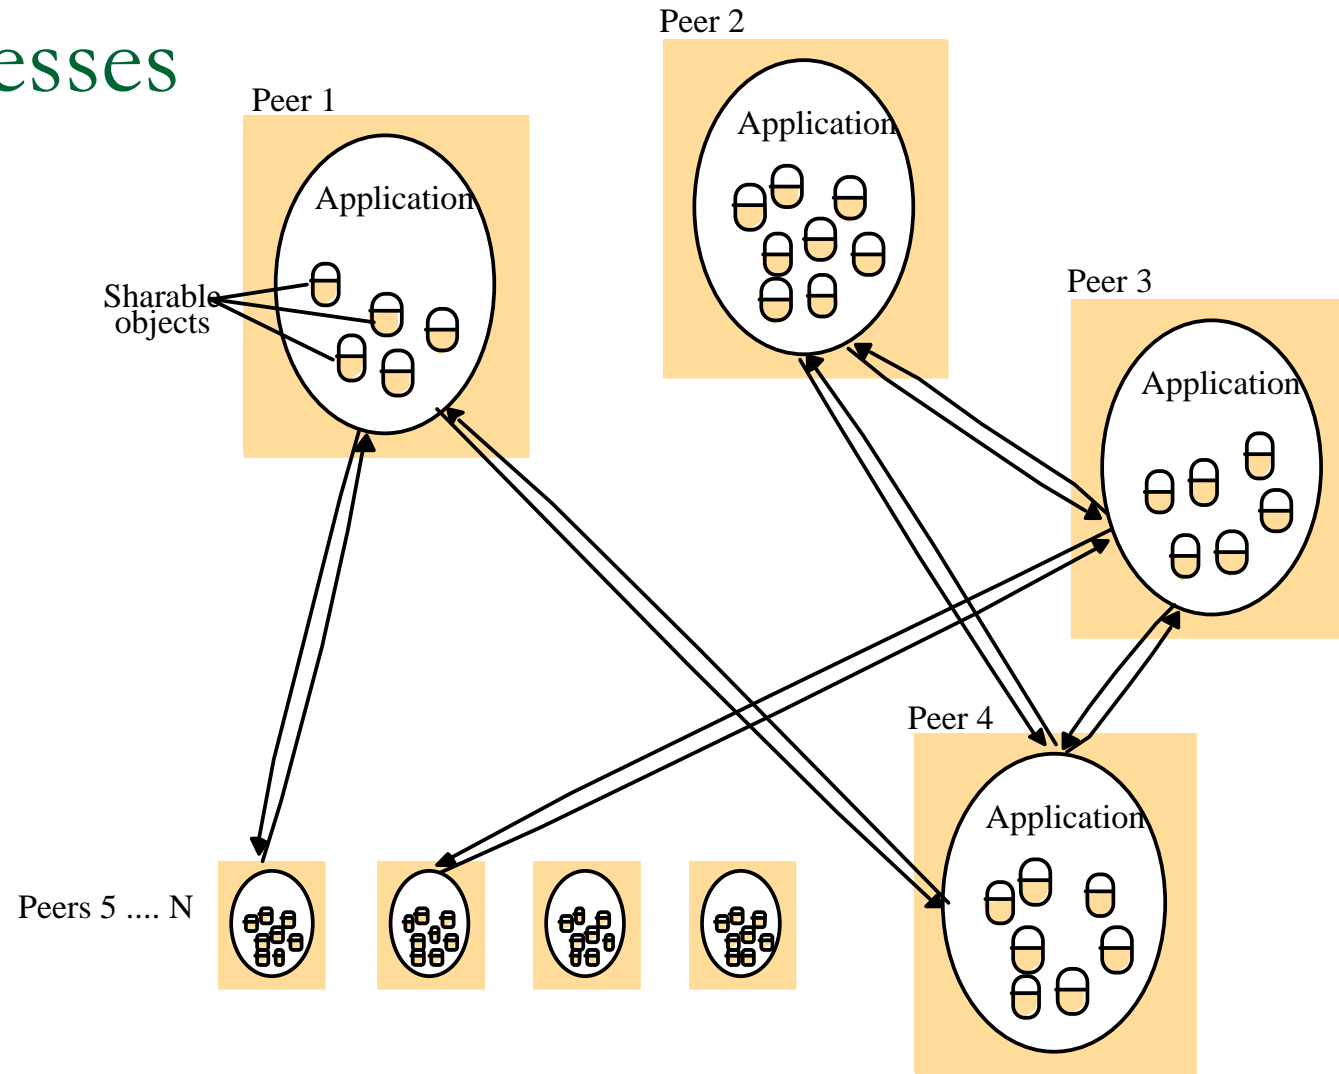 esses
Peer 2
Peer 1
Application
Application
Peer 3
Sharable
objects
Application
Peer 4
Application
Peers 5 .... N